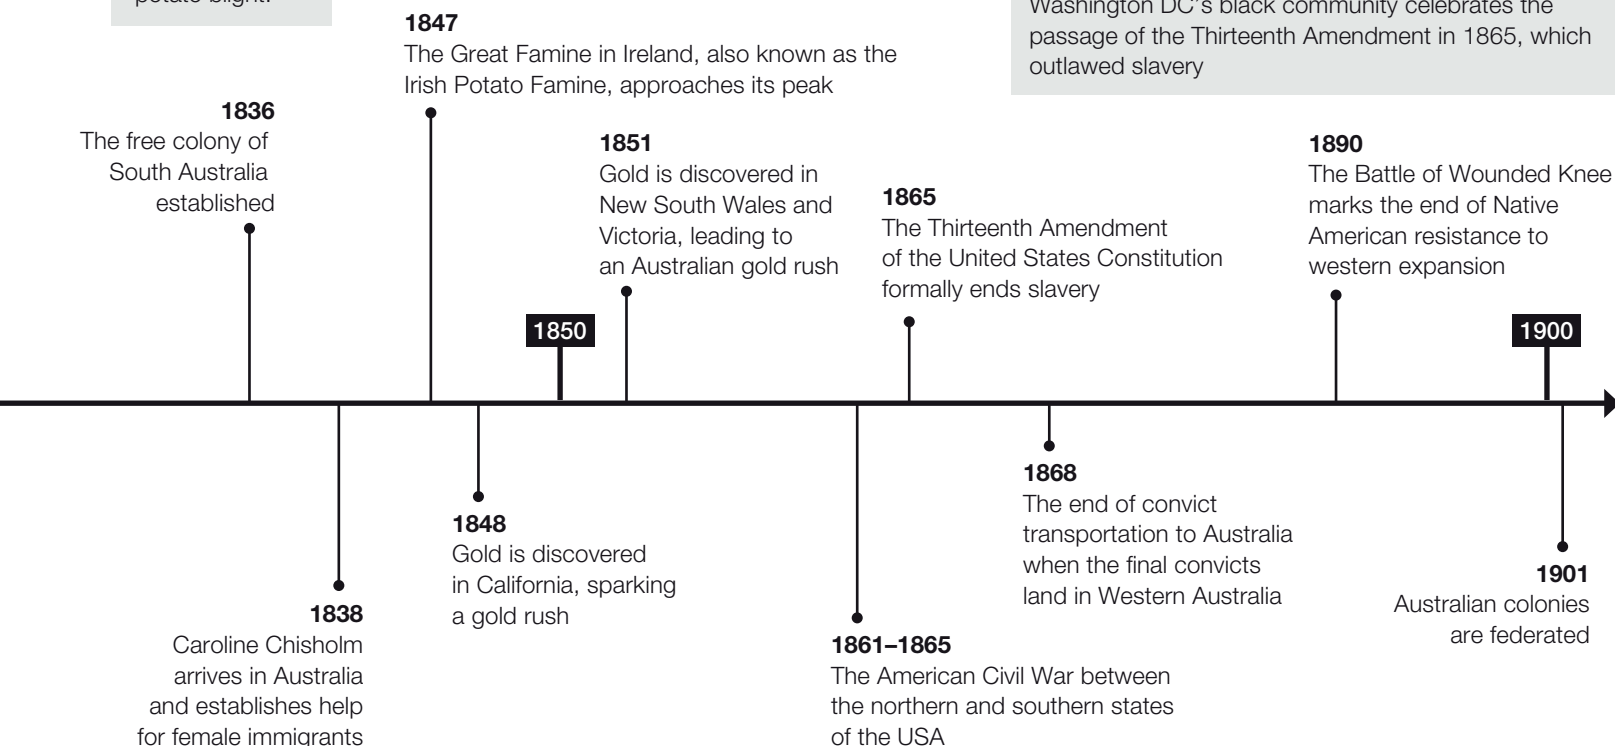 potato blight.
Washington DC's black community celebrates the
passage of the Thirteenth Amendment in 1865, which
outlawed slavery
1847
The Great Famine in Ireland, also known as the
Irish Potato Famine, approaches its peak
1836
The free colony of
South Australia
established
1851
Gold is discovered in
New South Wales and
Victoria, leading to
an Australian gold rush
1865
The Thirteenth Amendment
of the United States Constitution
formally ends slavery
1890
The Battle of Wounded Knee
marks the end of Native
American resistance to
western expansion
1850
1900
1838
Caroline Chisholm
arrives in Australia
and establishes help
for female immigrants
1848
Gold is discovered
in California, sparking
a gold rush
1861–1865
The American Civil War between
the northern and southern states
of the USA
1868
The end of convict
transportation to Australia
when the final convicts
land in Western Australia
1901
Australian colonies
are federated